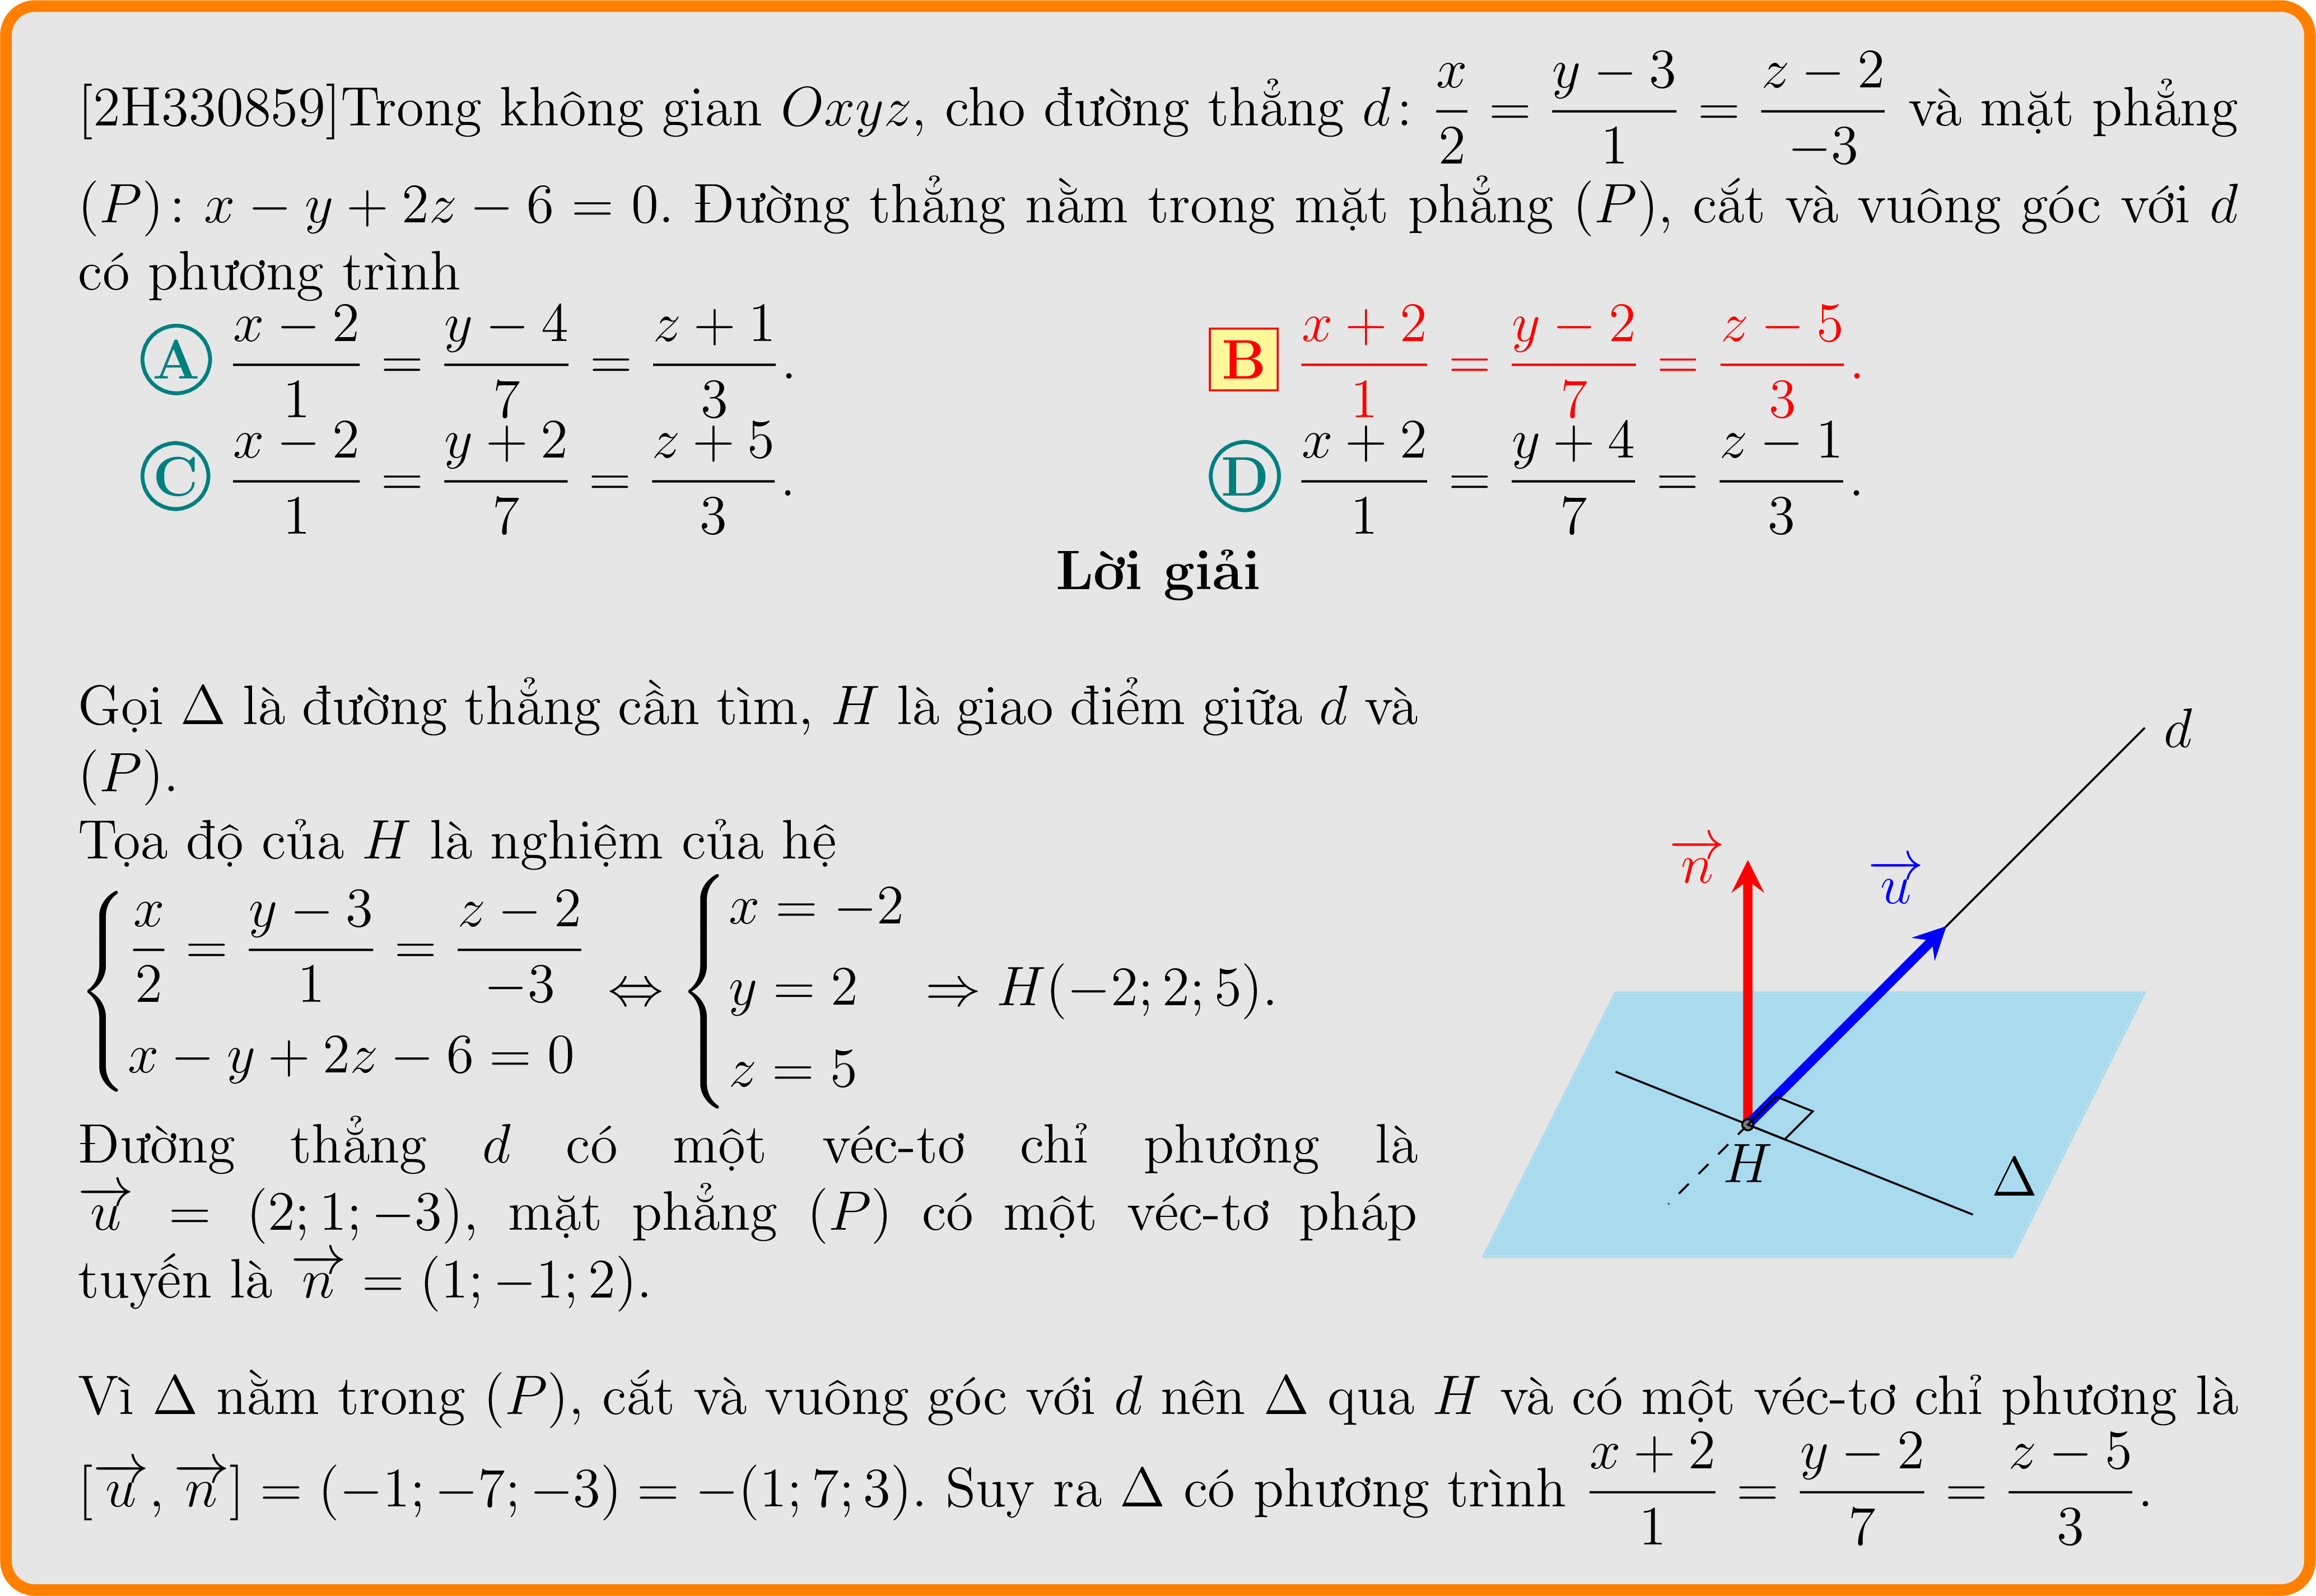 [2H330859]Trong không gian Oxyz, cho đường thẳng d: \frac{x}{2} = \frac{y − 3}{1} = \frac{z − 2}{−3} và mặt phẳng
(P): x − y + 2z − 6 = 0. Đường thẳng nằm trong mặt phẳng (P), cắt và vuông góc với d
có phương trình
A \frac{x − 2}{1} = \frac{y − 4}{7} = \frac{z + 1}{3}. B \frac{x + 2}{1} = \frac{y − 2}{7} = \frac{z − 5}{3}.
C \frac{x − 2}{1} = \frac{y + 2}{7} = \frac{z + 5}{3}. D \frac{x + 2}{1} = \frac{y + 4}{7} = \frac{z − 1}{3}.
Lời giải
Gọi Δ là đường thẳng cần tìm, H là giao điểm giữa d và
(P).
Tọa độ của H là nghiệm của hệ
\begin{cases} \frac{x}{2} = \frac{y − 3}{1} = \frac{z − 2}{−3} \\ x − y + 2z − 6 = 0 \end{cases} ⇔ \begin{cases} x = −2 \\ y = 2 \\ z = 5 \end{cases} ⇒ H(−2; 2; 5).
Đường thẳng d có một véc-tơ chỉ phương là
\overrightarrow{u} = (2; 1; −3), mặt phẳng (P) có một véc-tơ pháp
tuyến là \overrightarrow{n} = (1; −1; 2).
d
\overrightarrow{n}
\overrightarrow{u}
H
Δ
Vì Δ nằm trong (P), cắt và vuông góc với d nên Δ qua H và có một véc-tơ chỉ phương là
[\overrightarrow{u}, \overrightarrow{n}] = (−1; −7; −3) = −(1; 7; 3). Suy ra Δ có phương trình \frac{x + 2}{1} = \frac{y − 2}{7} = \frac{z − 5}{3}.